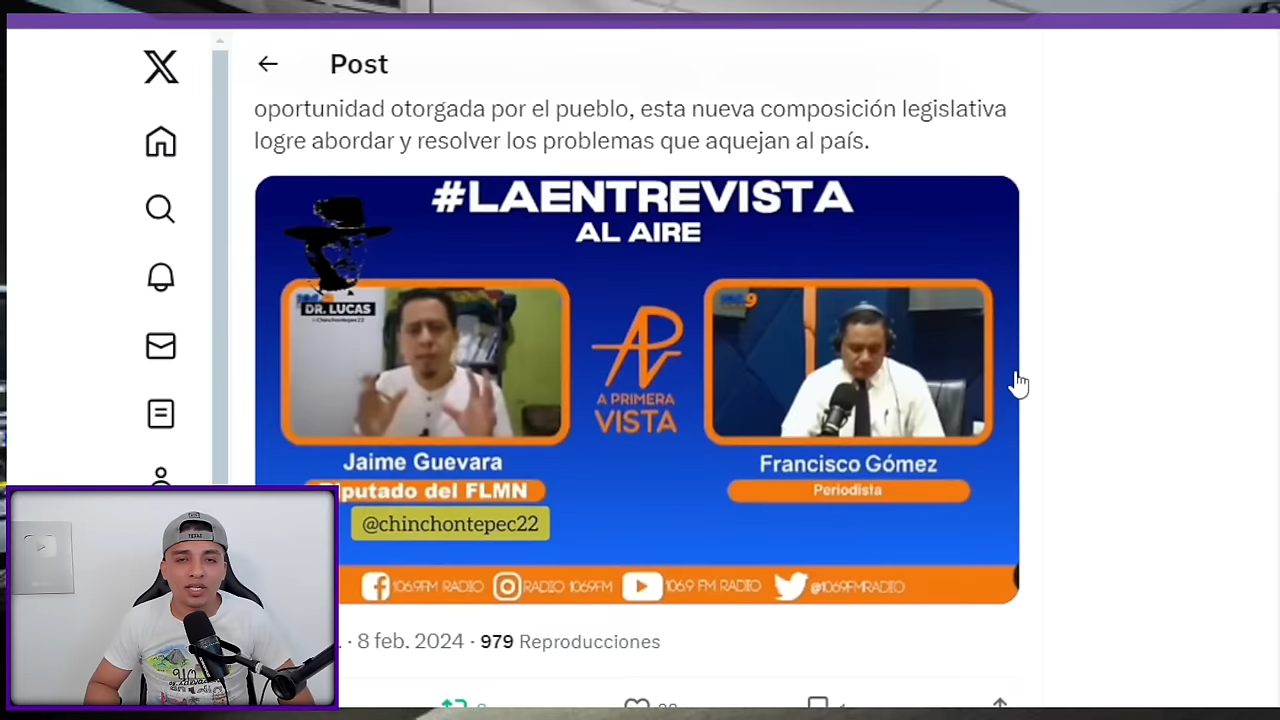 Post
oportunidad otorgada por el pueblo, esta nueva composición legislativa
logre abordar y resolver los problemas que aquejan al país.
#LAENTREVISTA
AL AIRE
DR. LUCAS
@Chinchontepec22
A PRIMERA
VISTA
Jaime Guevara
Diputado del FLMN
@chinchontepec22
Francisco Gómez
Periodista
106.9FM RADIO
RADIO 106.9FM
106.9 FM RADIO
@1069FMRADIO
· 8 feb. 2024 · 979 Reproducciones